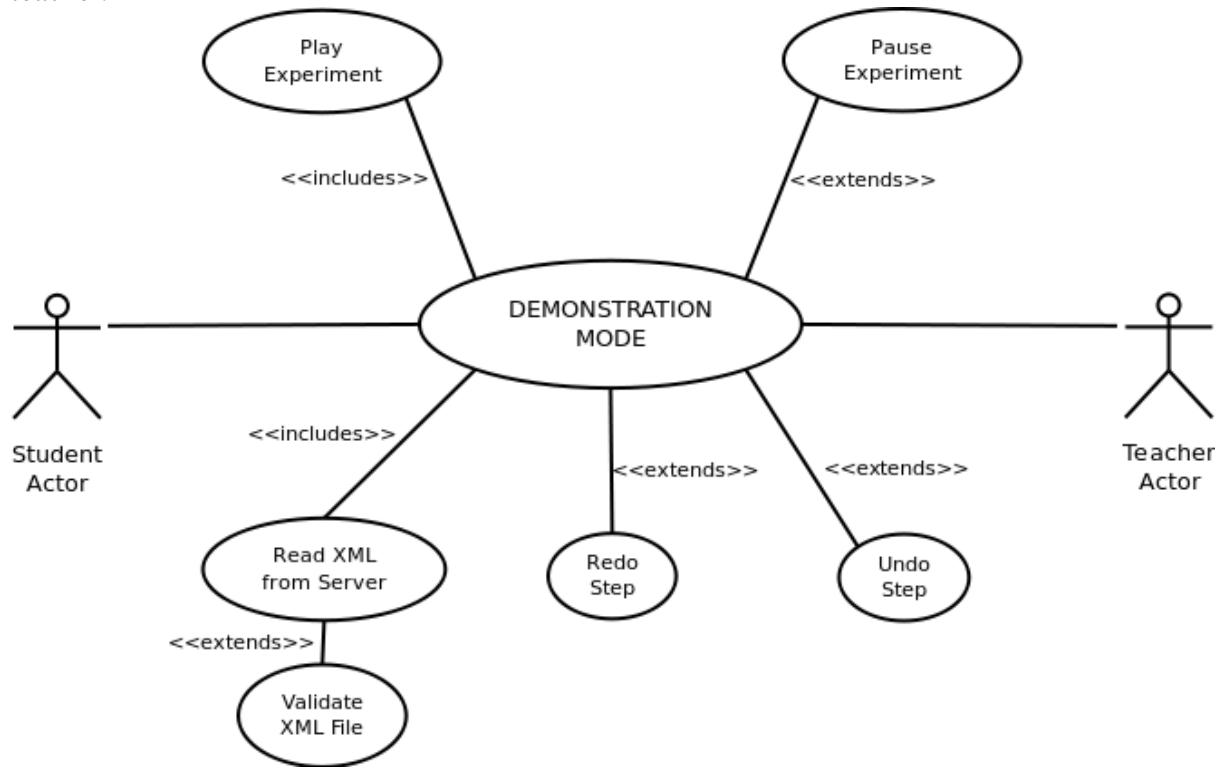 Play
Experiment
Pause
Experiment
<<includes>>
<<extends>>
DEMONSTRATION
MODE
Student
Actor
Teacher
Actor
<<includes>>
<<extends>>
<<extends>>
Read XML
from Server
Redo
Step
Undo
Step
<<extends>>
Validate
XML File